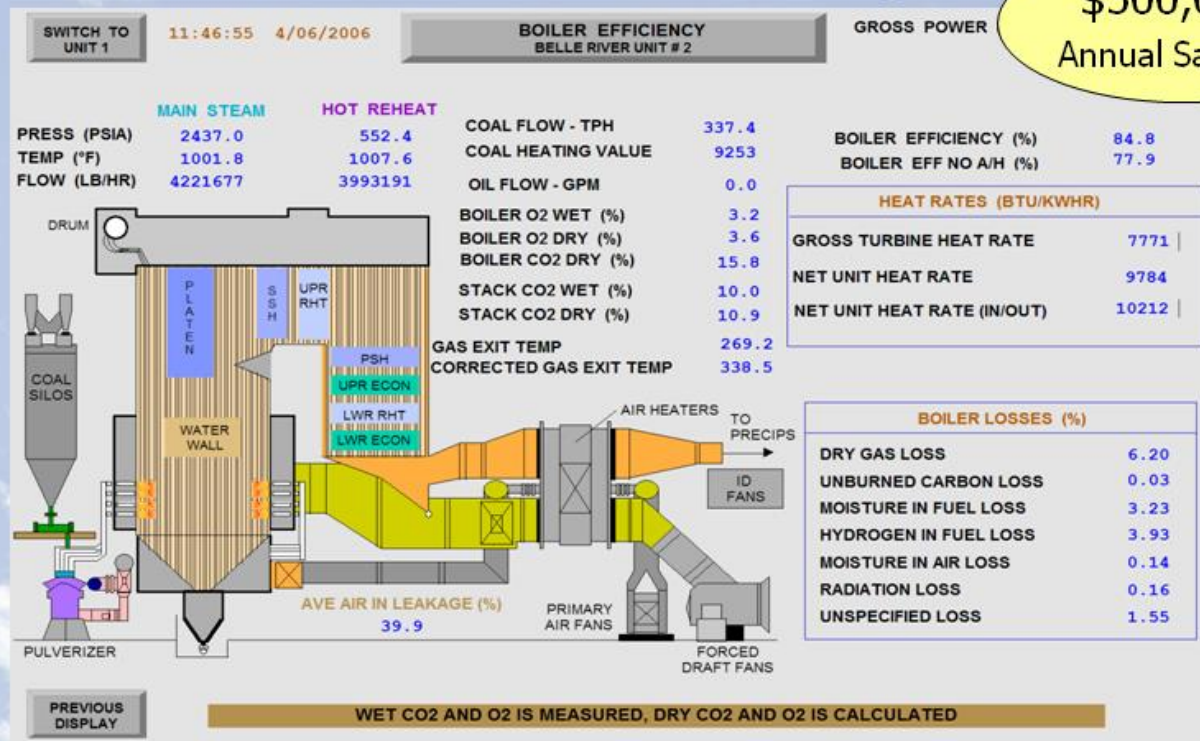 SWITCH TO
UNIT 1
11:46:55 4/06/2006
BOILER EFFICIENCY
BELLE RIVER UNIT # 2
GROSS POWER
Annual
MAIN STEAM HOT REHEAT
PRESS (PSIA) 2437.0 552.4
TEMP (°F) 1001.8 1007.6
FLOW (LB/HR) 4221677 3993191
COAL FLOW - TPH 337.4
COAL HEATING VALUE 9253
OIL FLOW - GPM 0.0
BOILER O2 WET (%) 3.2
BOILER O2 DRY (%) 3.6
BOILER CO2 DRY (%) 15.8
STACK CO2 WET (%) 10.0
STACK CO2 DRY (%) 10.9
GAS EXIT TEMP 269.2
CORRECTED GAS EXIT TEMP 338.5
BOILER EFFICIENCY (%) 84.8
BOILER EFF NO A/H (%) 77.9
HEAT RATES (BTU/KWHR)
GROSS TURBINE HEAT RATE 7771
NET UNIT HEAT RATE 9784
NET UNIT HEAT RATE (IN/OUT) 10212
DRUM
PLATEN
SSH
UPR
RHT
PSH
UPR ECON
LWR RHT
LWR ECON
COAL
SILOS
WATER
WALL
AIR HEATERS
TO
PRECIPS
ID
FANS
BOILER LOSSES (%)
DRY GAS LOSS 6.20
UNBURNED CARBON LOSS 0.03
MOISTURE IN FUEL LOSS 3.23
HYDROGEN IN FUEL LOSS 3.93
MOISTURE IN AIR LOSS 0.14
RADIATION LOSS 0.16
UNSPECIFIED LOSS 1.55
AVE AIR IN LEAKAGE (%)
39.9
PRIMARY
AIR FANS
FORCED
DRAFT FANS
PULVERIZER
PREVIOUS
DISPLAY
WET CO2 AND O2 IS MEASURED, DRY CO2 AND O2 IS CALCULATED